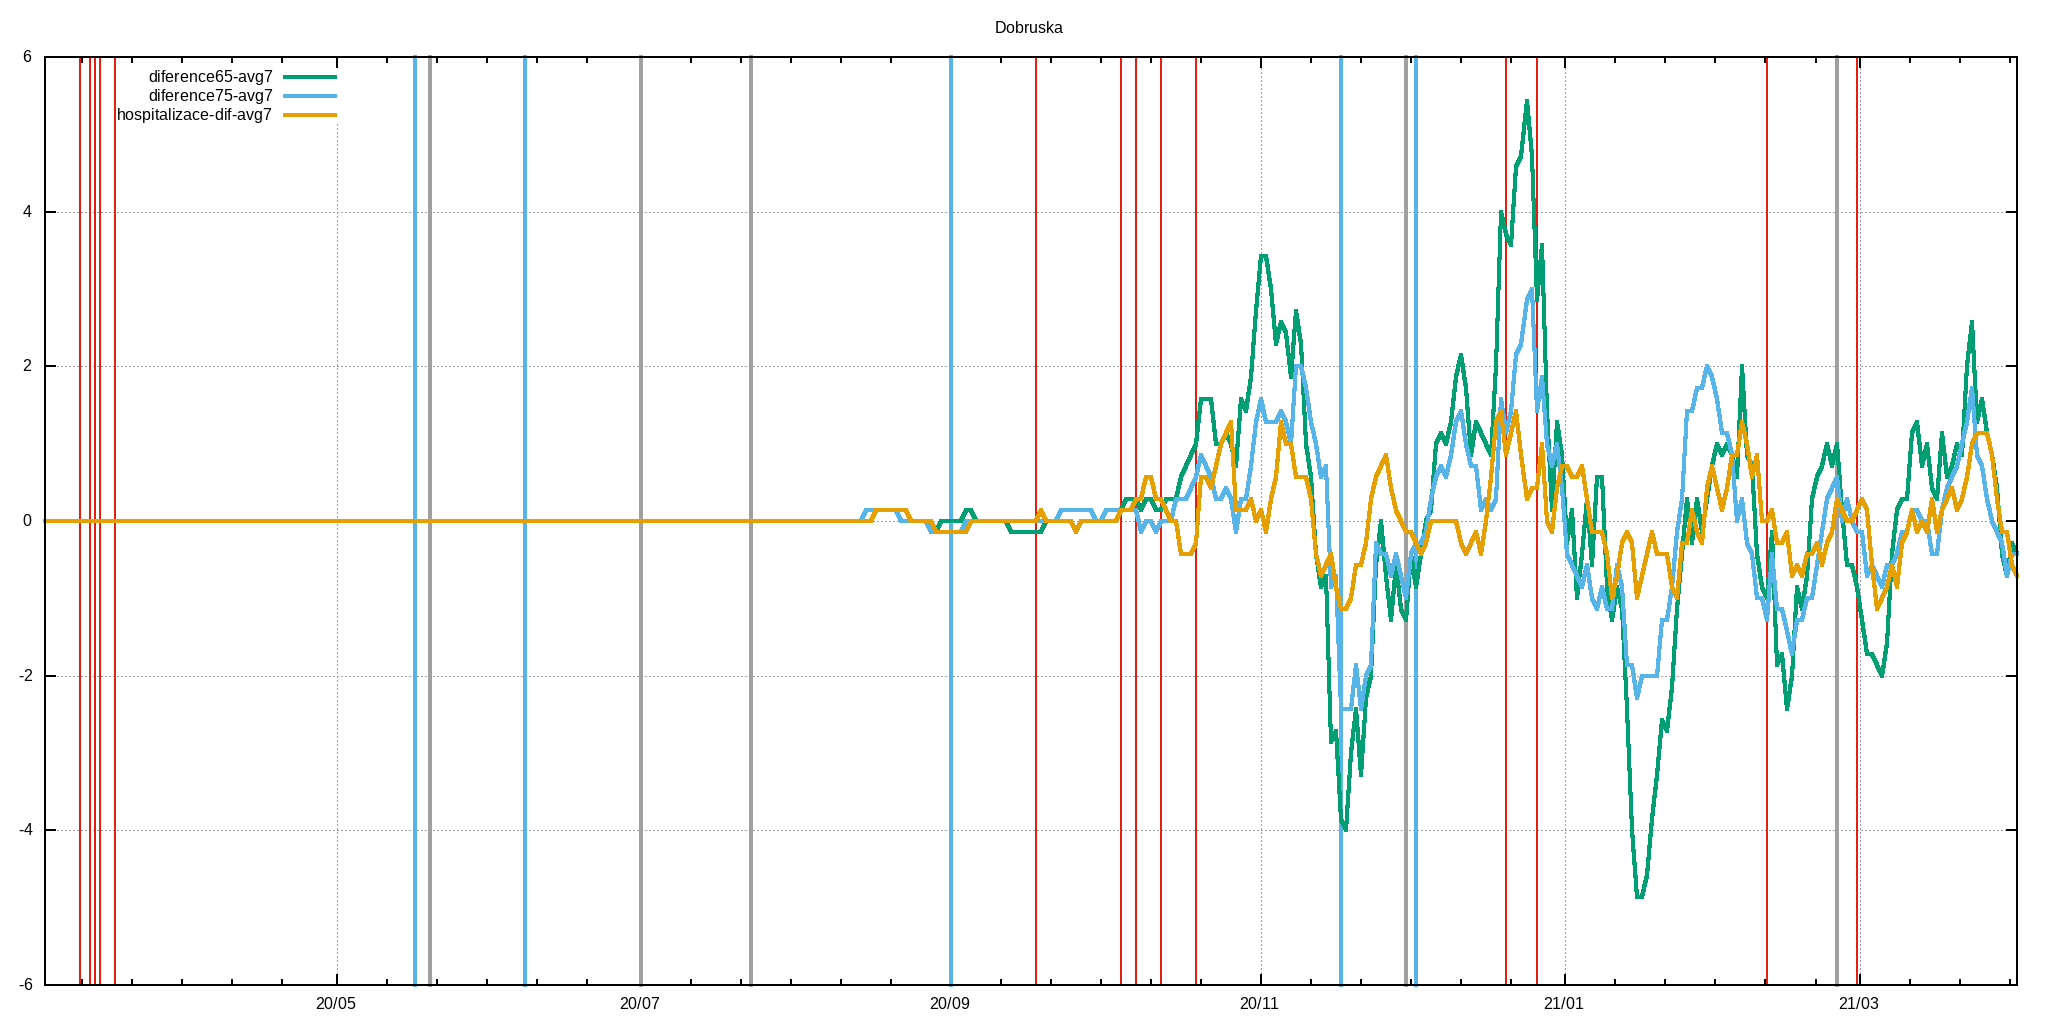 Dobruska
diference65-avg7
diference75-avg7
hospitalizace-dif-avg7
6
4
2
0
-2
-4
-6
20/05 20/07 20/09 20/11 21/01 21/03